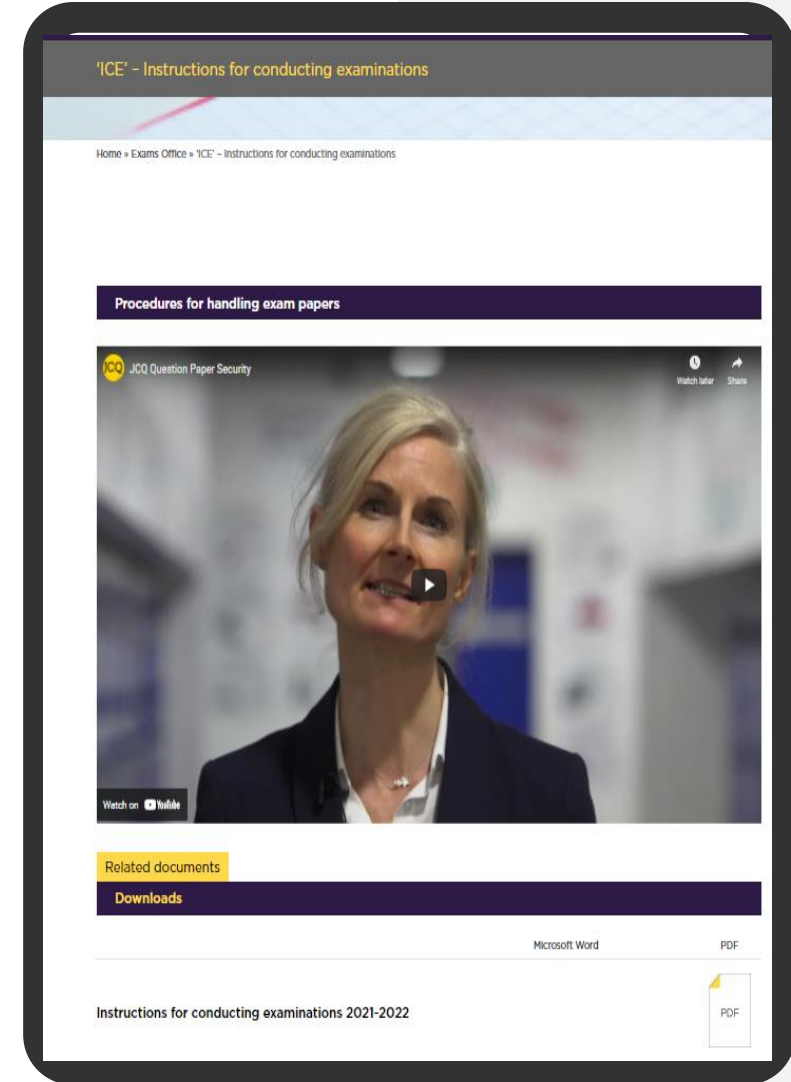 'ICE' – Instructions for conducting examinations
Home » Exams Office » 'ICE' – Instructions for conducting examinations
Procedures for handling exam papers
JCQ
JCQ Question Paper Security
Watch later
Share
Watch on YouTube
Related documents
Downloads
Microsoft Word
PDF
Instructions for conducting examinations 2021-2022
PDF